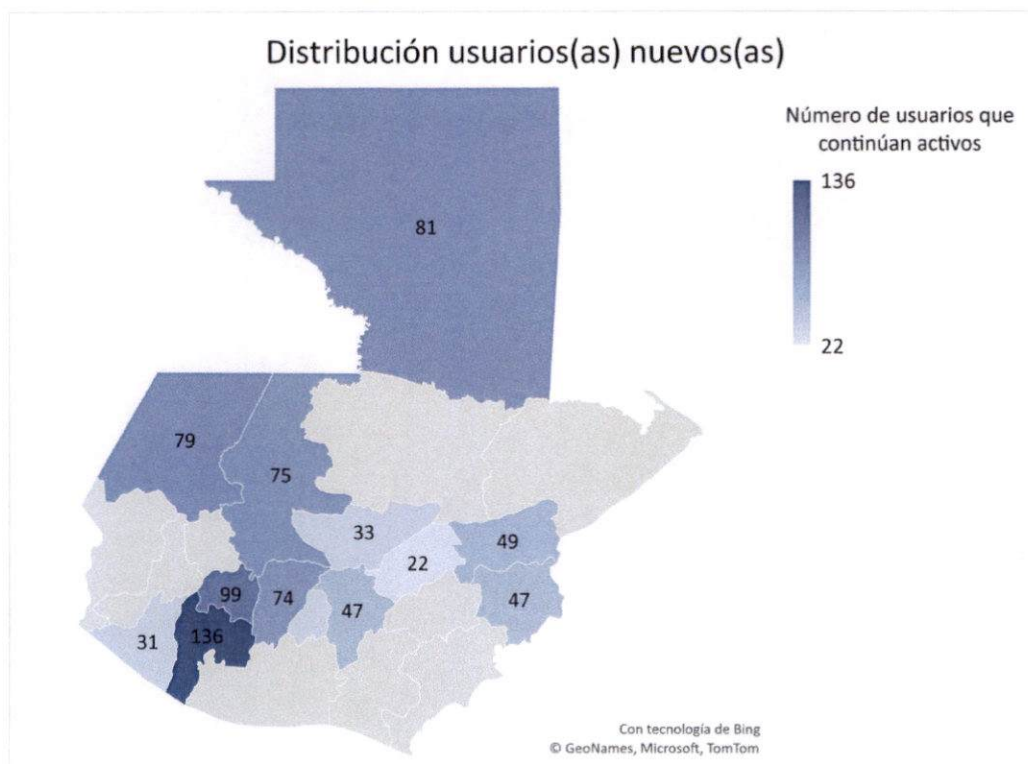 Distribución usuarios(as) nuevos(as)
Número de usuarios que
continúan activos
136
22
81
79
75
33
22
49
99
74
47
47
31
136
Con tecnología de Bing
© GeoNames, Microsoft, TomTom